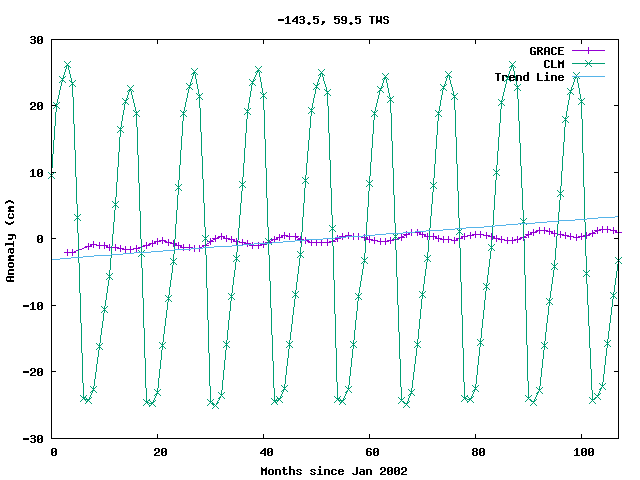 -143.5, 59.5 TWS
GRACE
CLM
Trend Line
30
20
10
0
-10
-20
-30
Anomaly (cm)
0 20 40 60 80 100
Months since Jan 2002